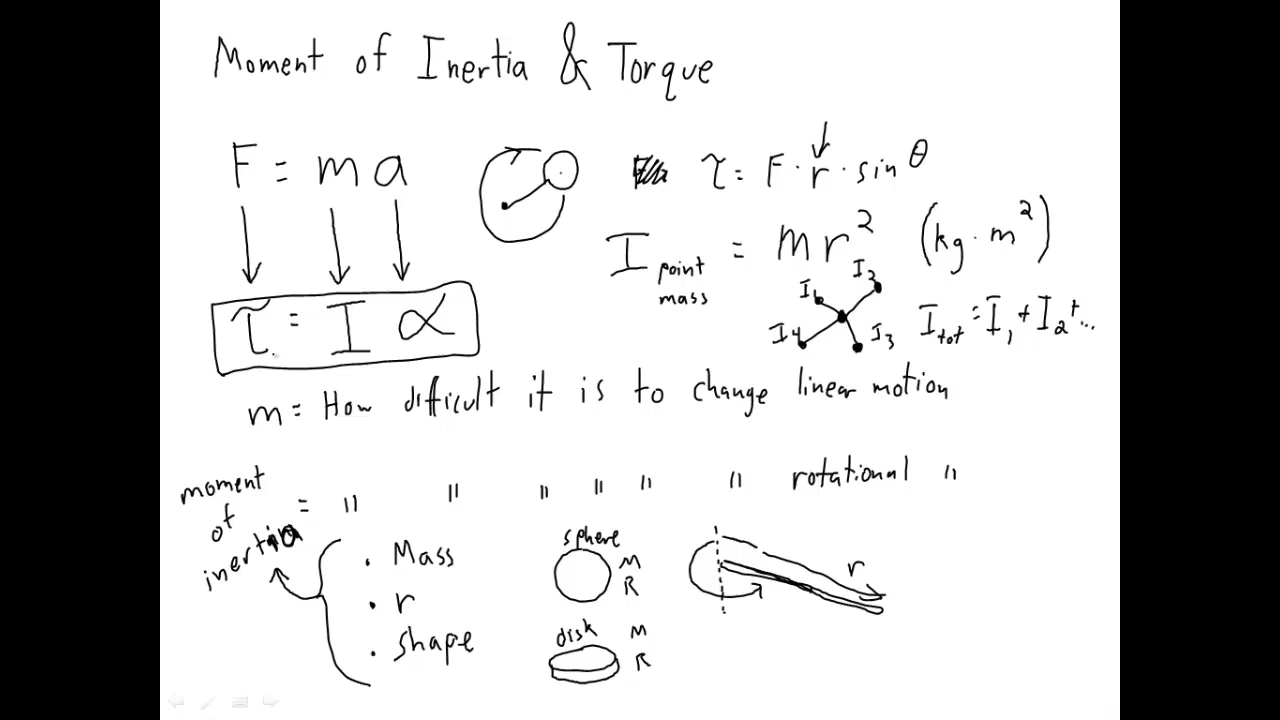 Moment of Inertia & Torque
F = ma
τ = F · r · sin θ
I point mass = mr² (kg · m²)
τ = I α
I₁ I₂
I₄ I₃
I tot = I₁ + I₂ + ...
m = How difficult it is to change linear motion
moment of inertia = " " " " " " rotational "
· Mass
· r
· shape
sphere
M
R
disk
M
R
r